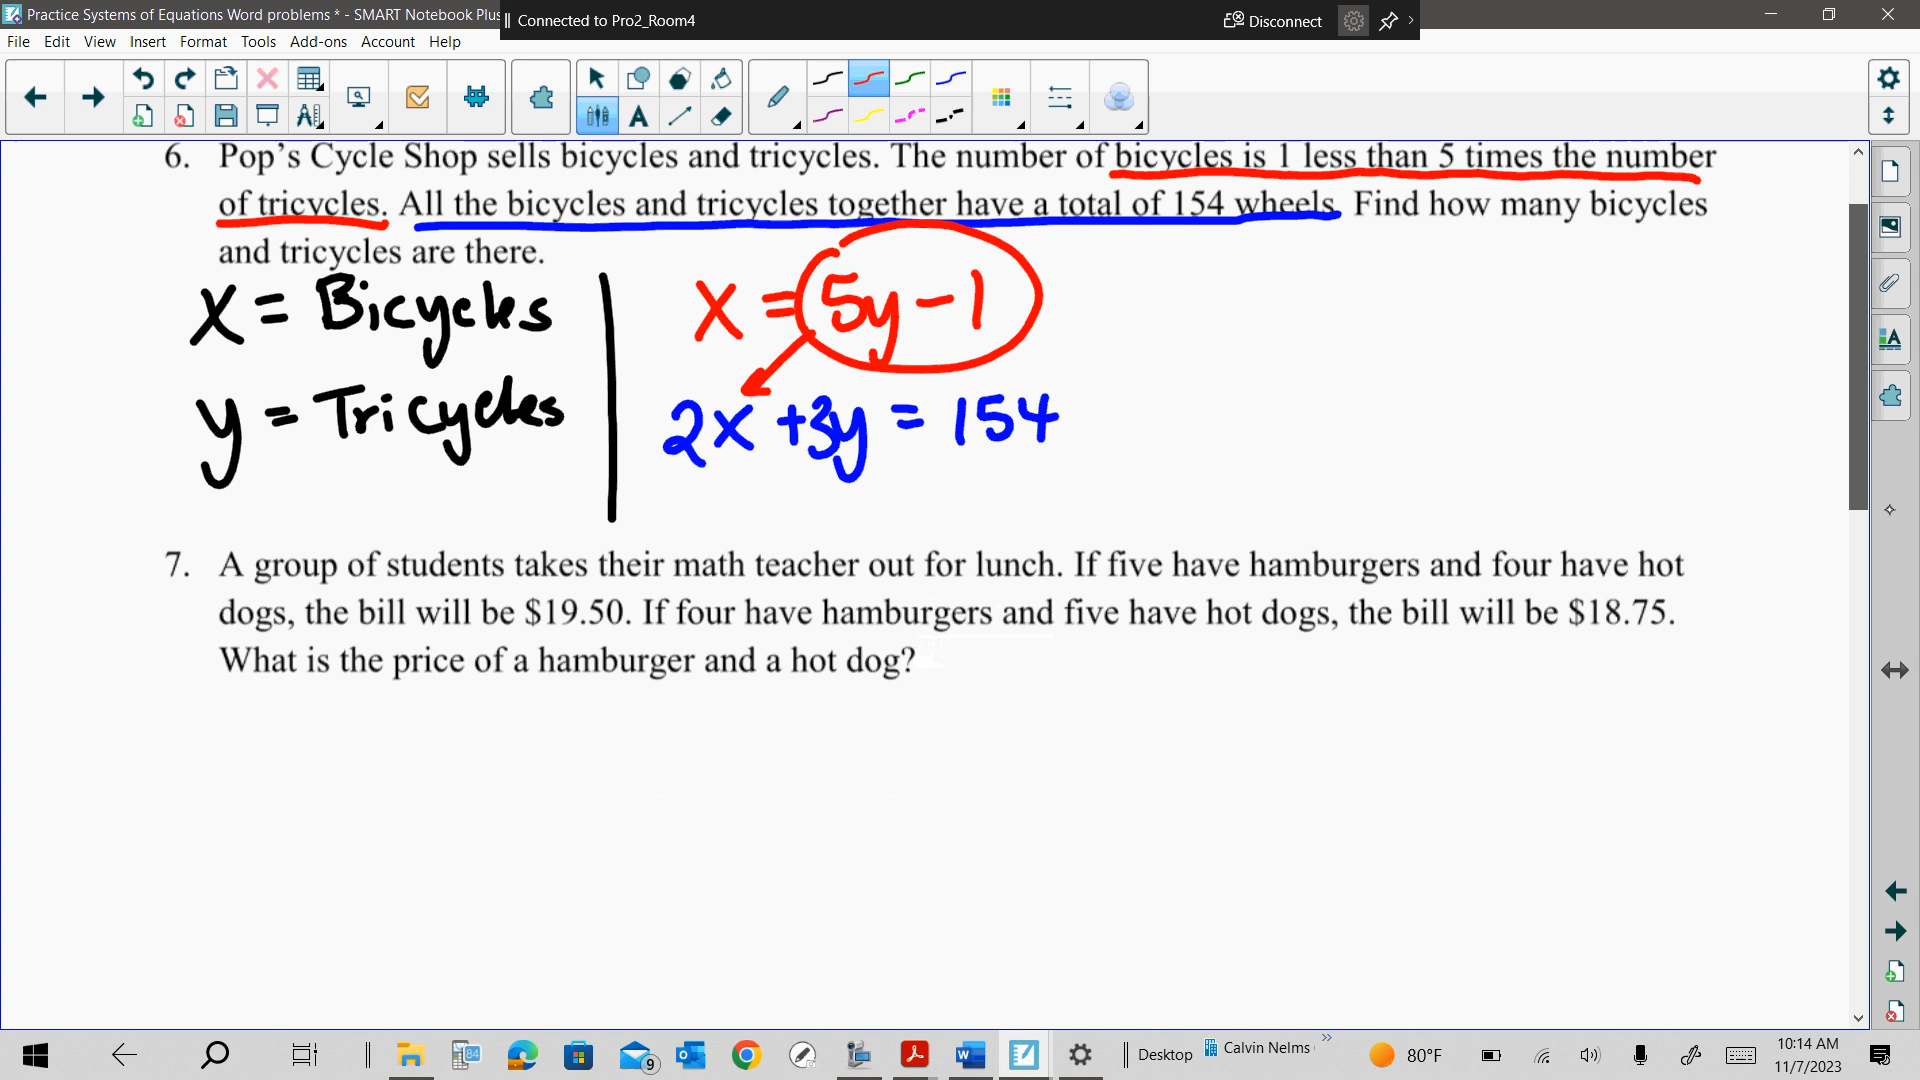 Practice Systems of Equations Word problems * - SMART Notebook Plus
Connected to Pro2_Room4
Disconnect
File Edit View Insert Format Tools Add-ons Account Help
6. Pop's Cycle Shop sells bicycles and tricycles. The number of bicycles is 1 less than 5 times the number
of tricycles. All the bicycles and tricycles together have a total of 154 wheels. Find how many bicycles
and tricycles are there.
x = Bicycles
x = 5y - 1
y = Tricycles
2x + 3y = 154
7. A group of students takes their math teacher out for lunch. If five have hamburgers and four have hot
dogs, the bill will be $19.50. If four have hamburgers and five have hot dogs, the bill will be $18.75.
What is the price of a hamburger and a hot dog?
84
9
Desktop
Calvin Nelms
80°F
10:14 AM
11/7/2023